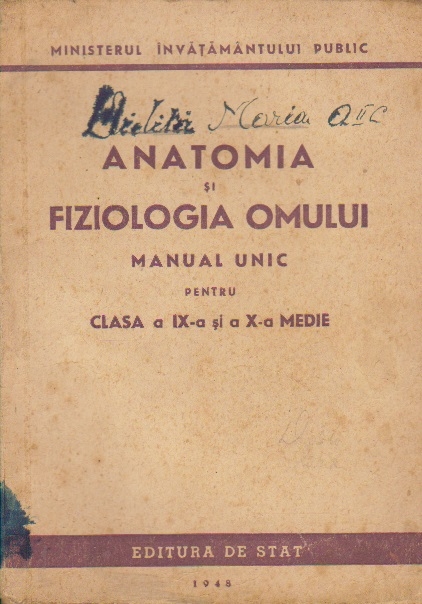 MINISTERUL ÎNVĂȚĂMÂNTULUI PUBLIC
Maria
ANATOMIA
ȘI
FIZIOLOGIA OMULUI
MANUAL UNIC
PENTRU
CLASA a IX-a și a X-a MEDIE
EDITURA DE STAT
1948